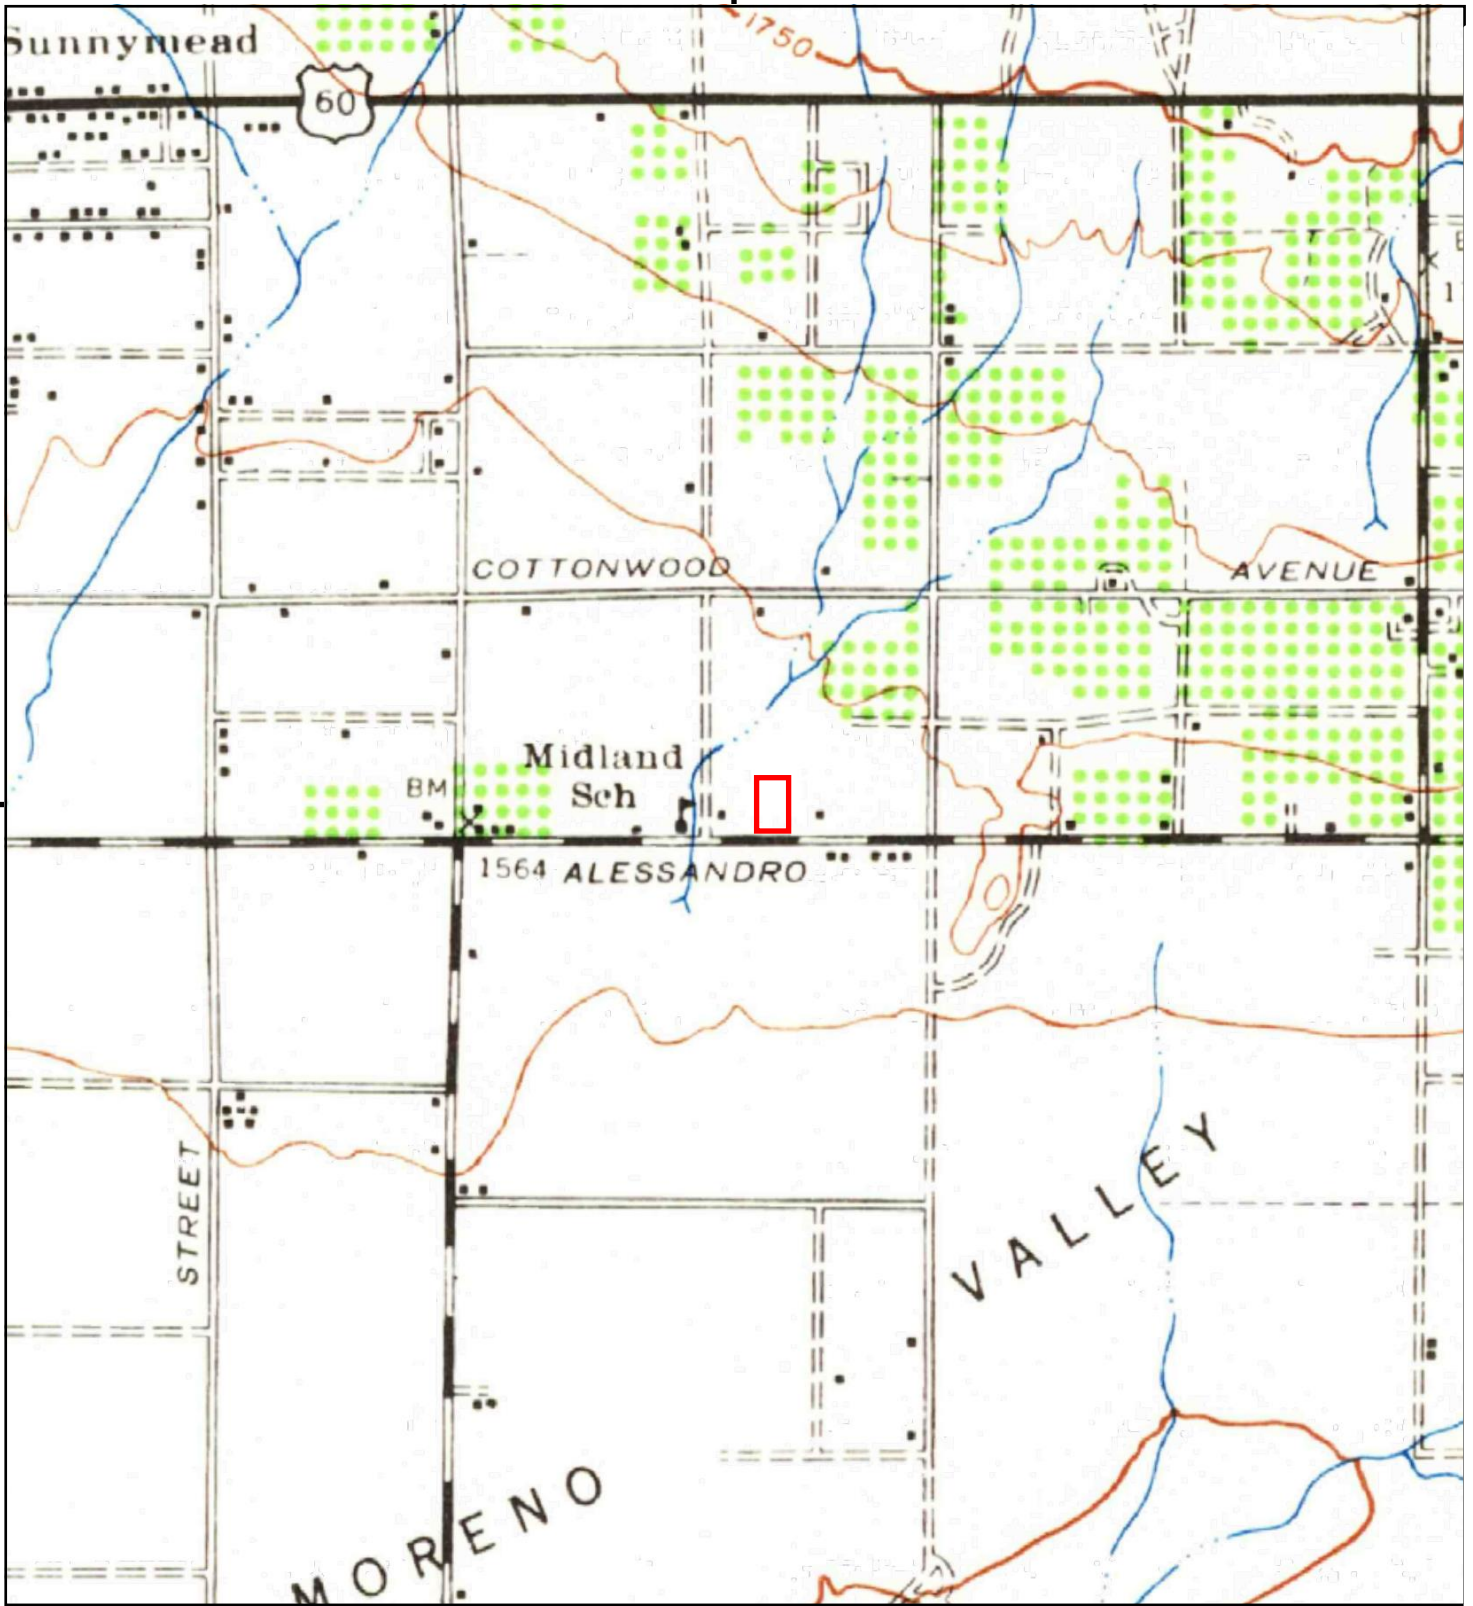 Sunnymead
60
1750
COTTONWOOD AVENUE
Midland
Sch
BM
1564 ALESSANDRO
STREET
VALLEY
MORENO